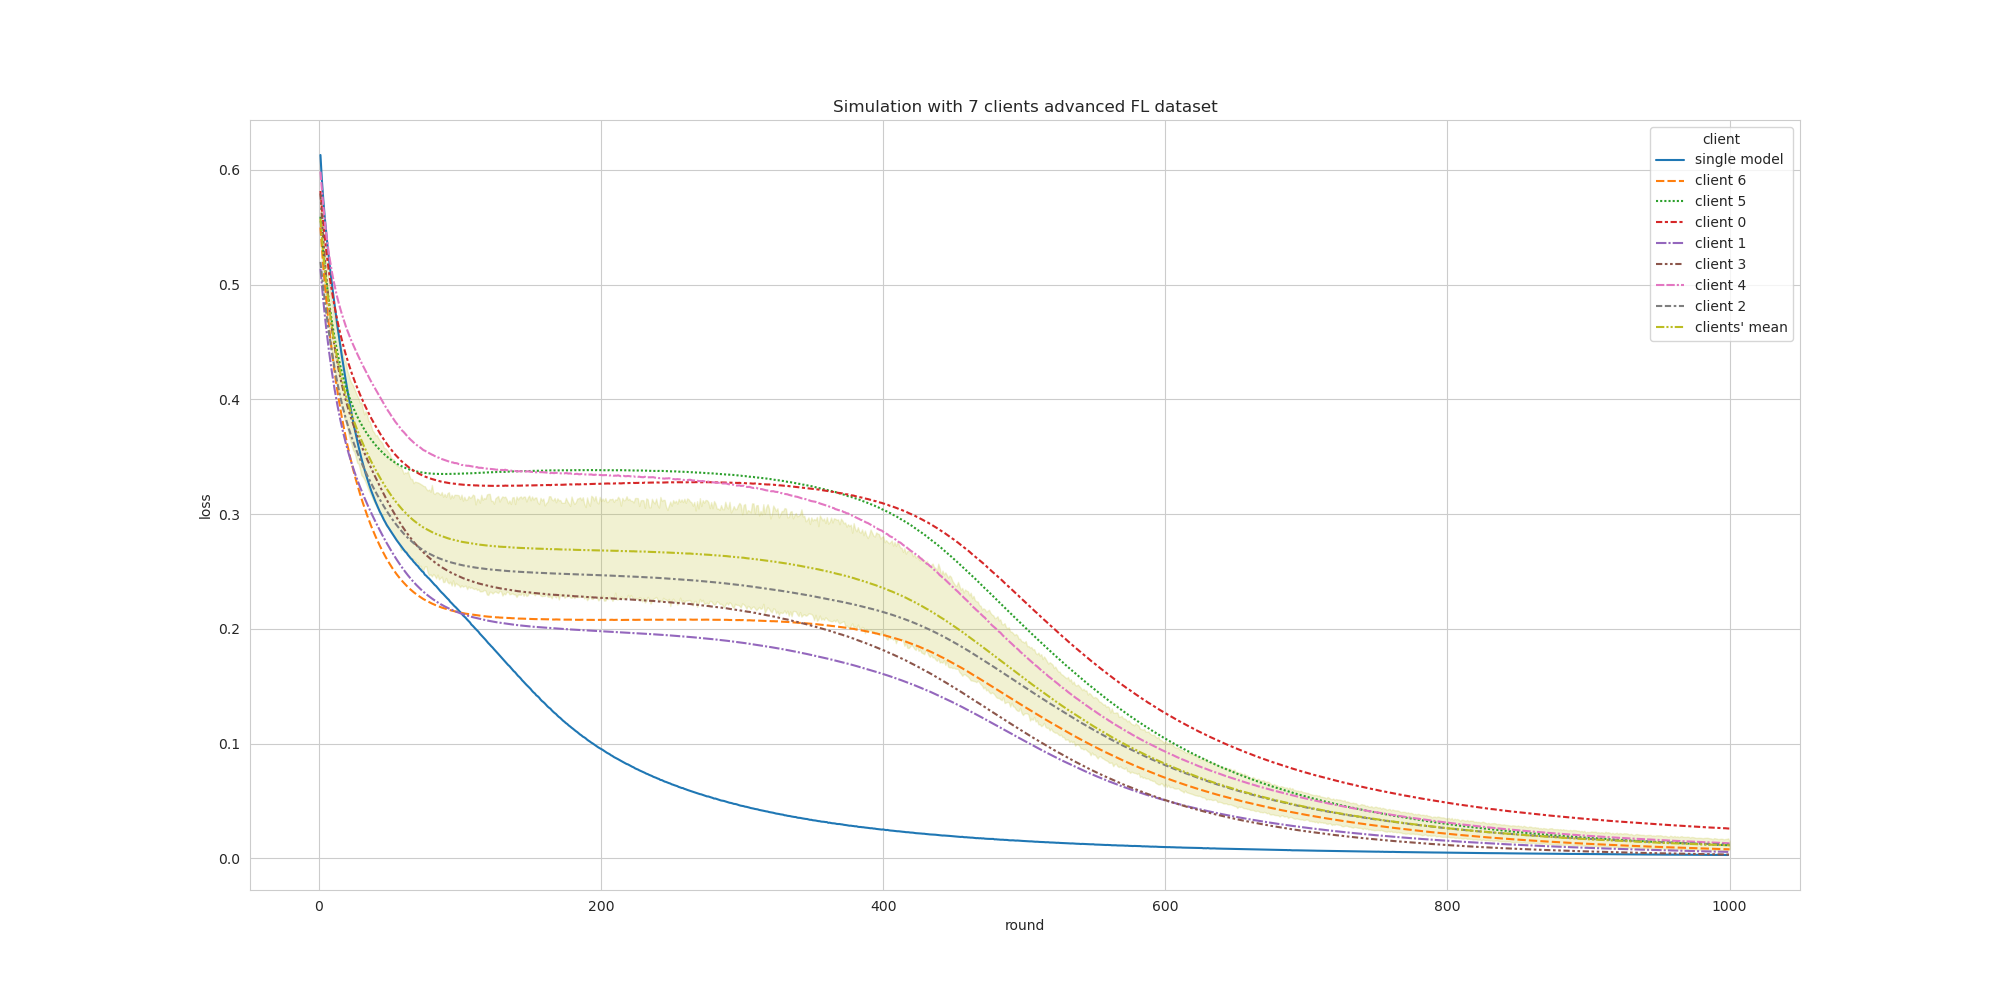 Simulation with 7 clients advanced FL dataset
client
single model
client 6
client 5
client 0
client 1
client 3
client 4
client 2
clients' mean
loss
0.6
0.5
0.4
0.3
0.2
0.1
0.0
0 200 400 600 800 1000
round